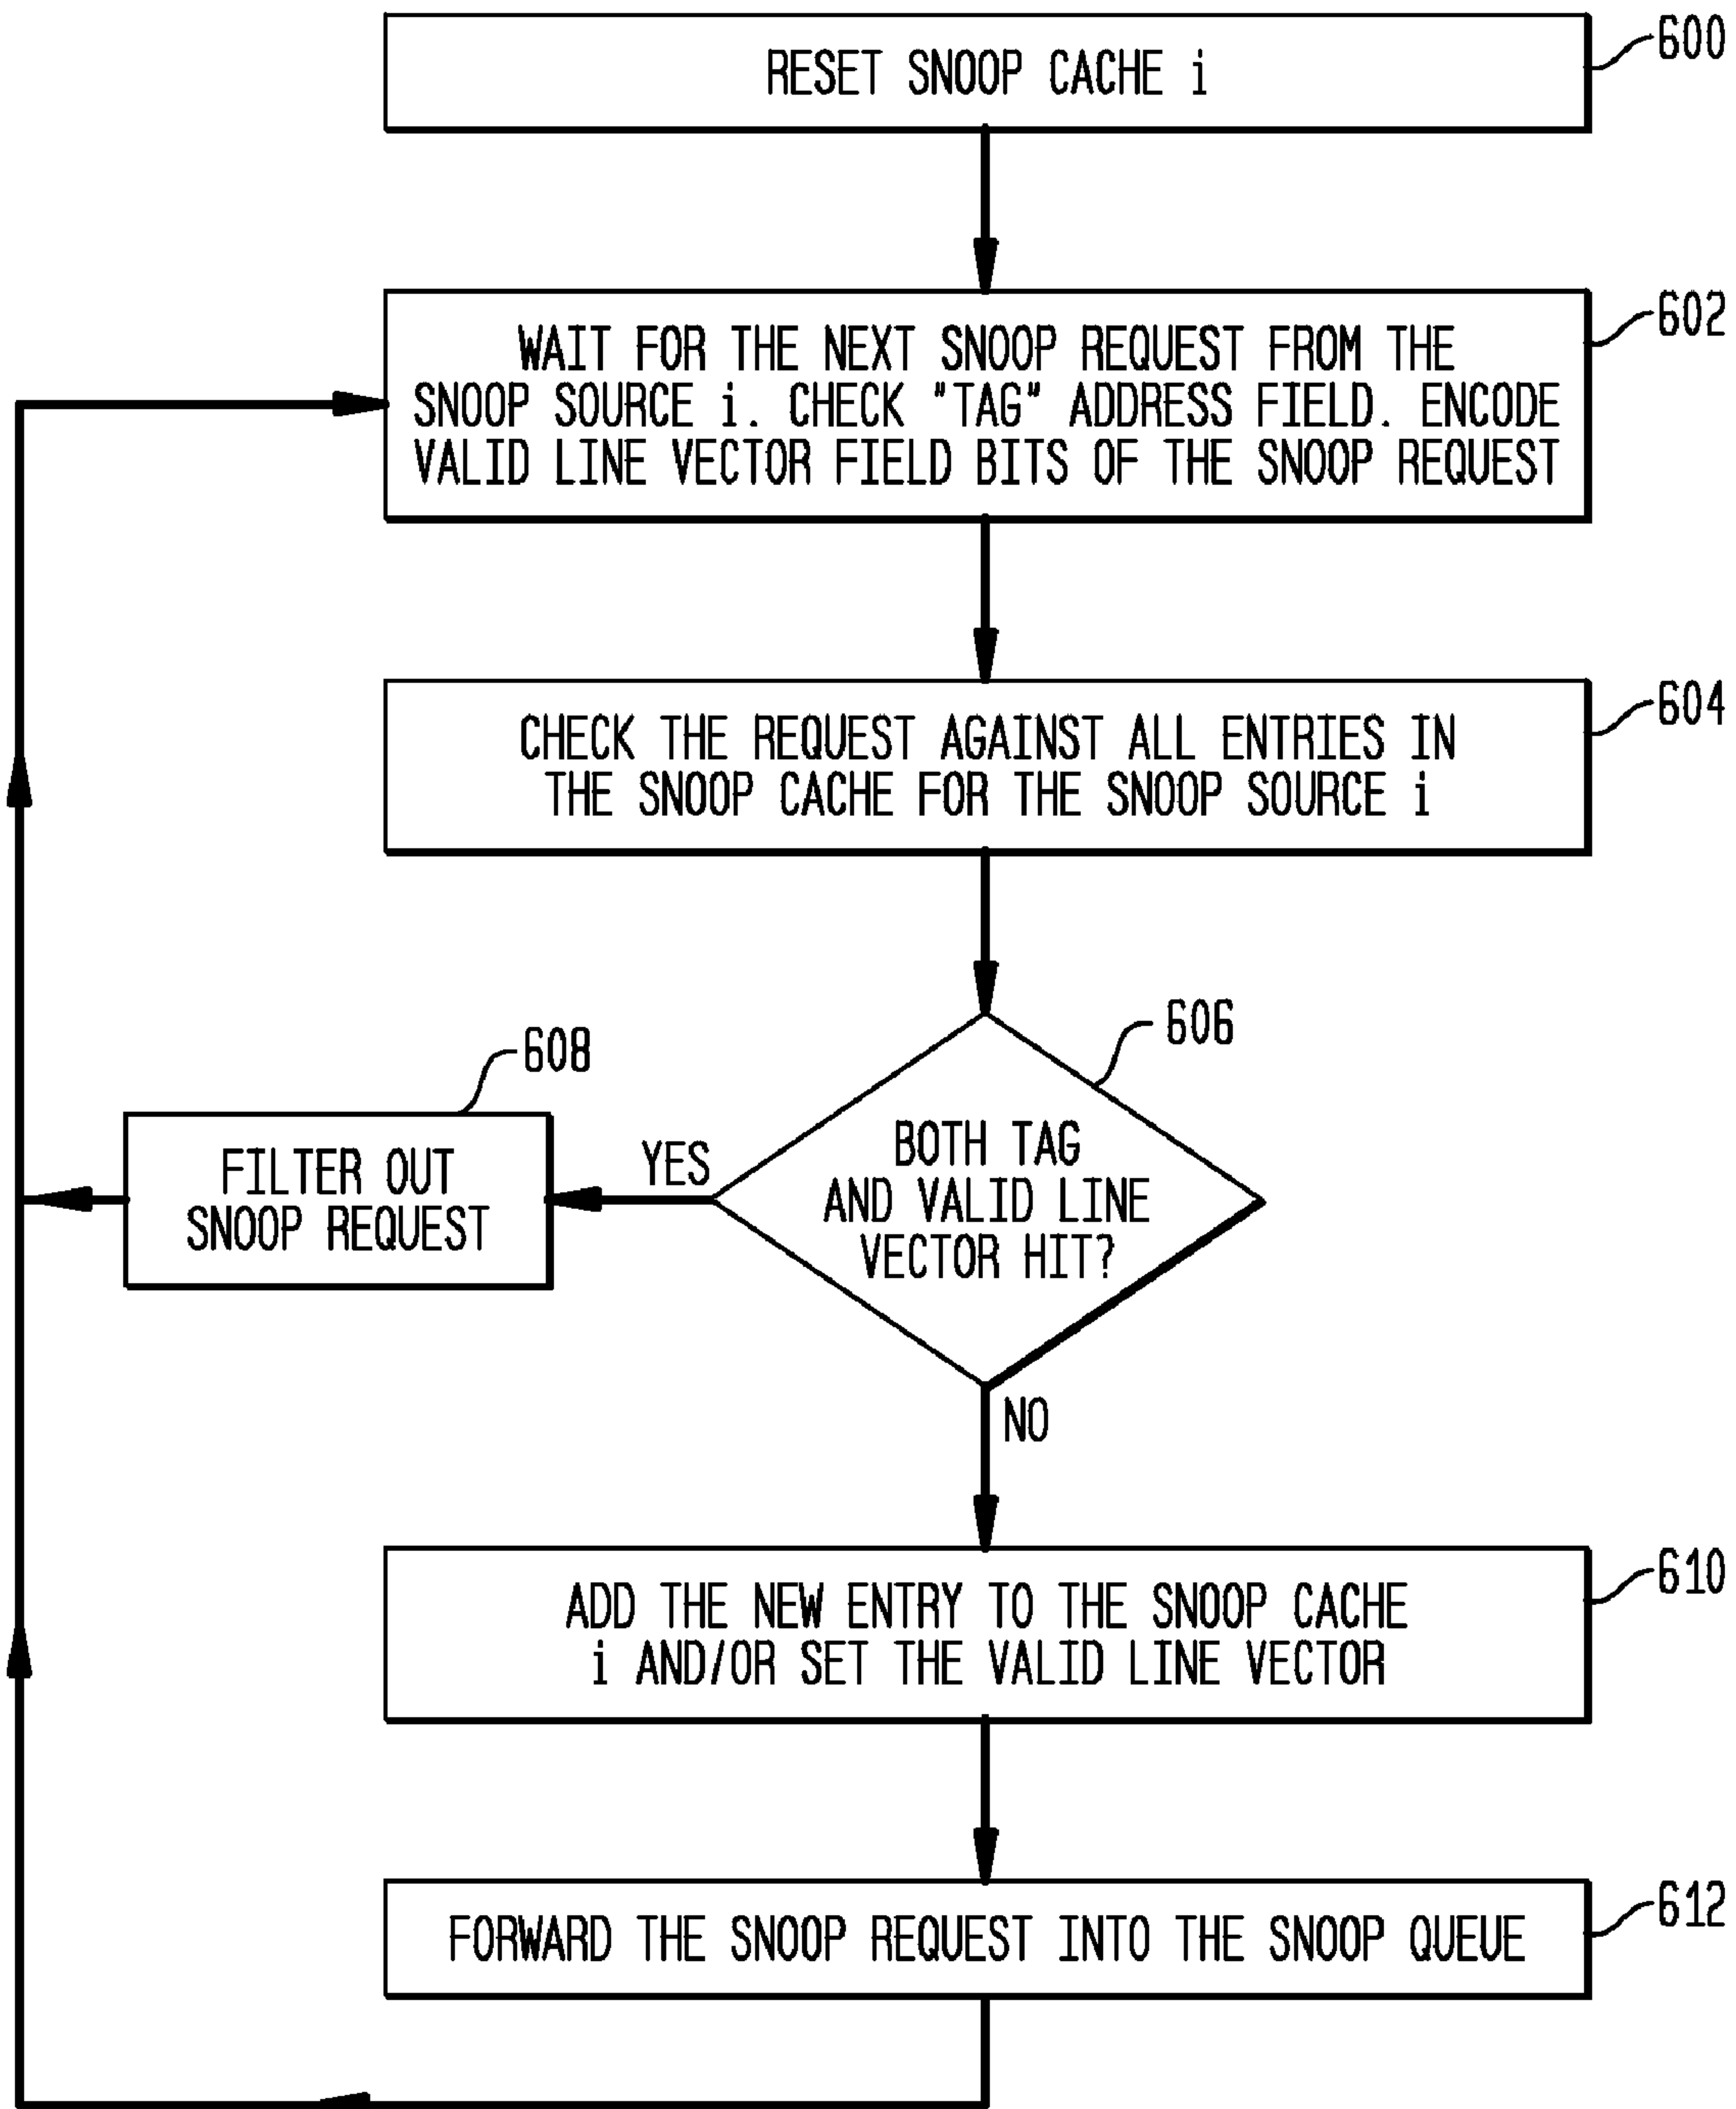 RESET SNOOP CACHE i
600
WAIT FOR THE NEXT SNOOP REQUEST FROM THE
SNOOP SOURCE i. CHECK "TAG" ADDRESS FIELD. ENCODE
VALID LINE VECTOR FIELD BITS OF THE SNOOP REQUEST
602
CHECK THE REQUEST AGAINST ALL ENTRIES IN
THE SNOOP CACHE FOR THE SNOOP SOURCE i
604
606
BOTH TAG
AND VALID LINE
VECTOR HIT?
YES
608
FILTER OUT
SNOOP REQUEST
NO
ADD THE NEW ENTRY TO THE SNOOP CACHE
i AND/OR SET THE VALID LINE VECTOR
610
FORWARD THE SNOOP REQUEST INTO THE SNOOP QUEUE
612